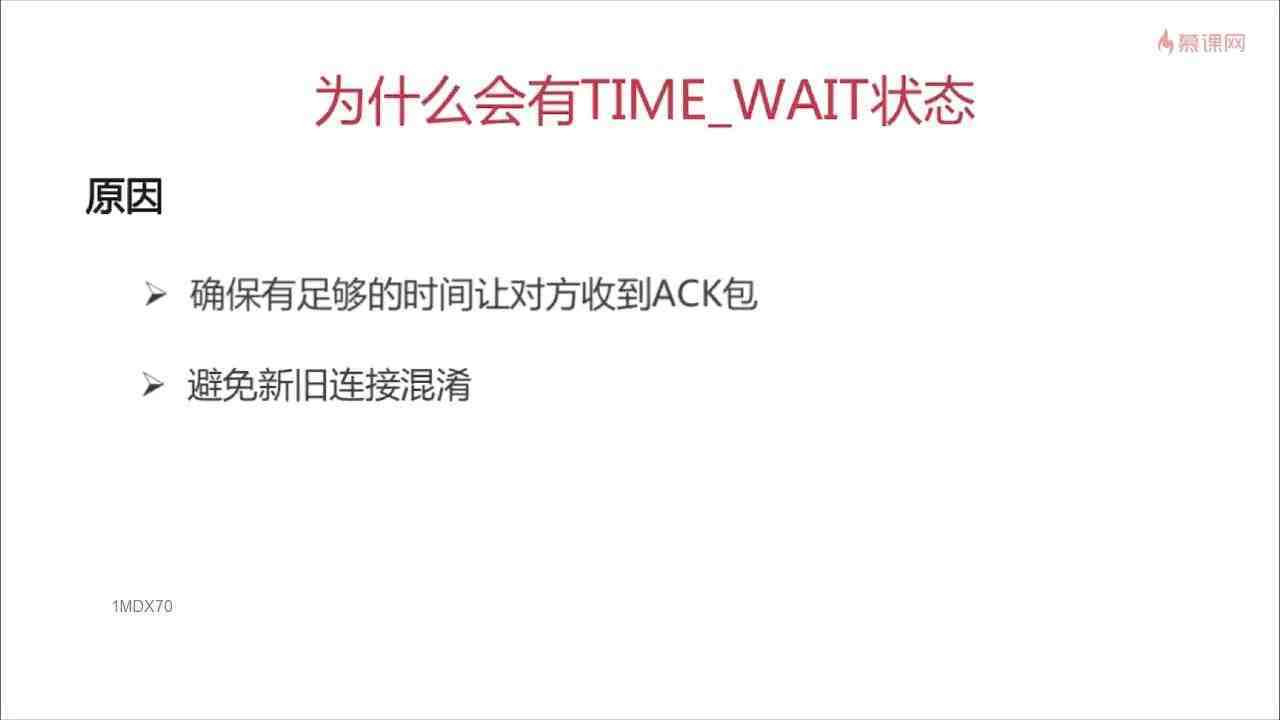 慕课网
为什么会有TIME_WAIT状态
原因
➢ 确保有足够的时间让对方收到ACK包
➢ 避免新旧连接混淆
1MDX70